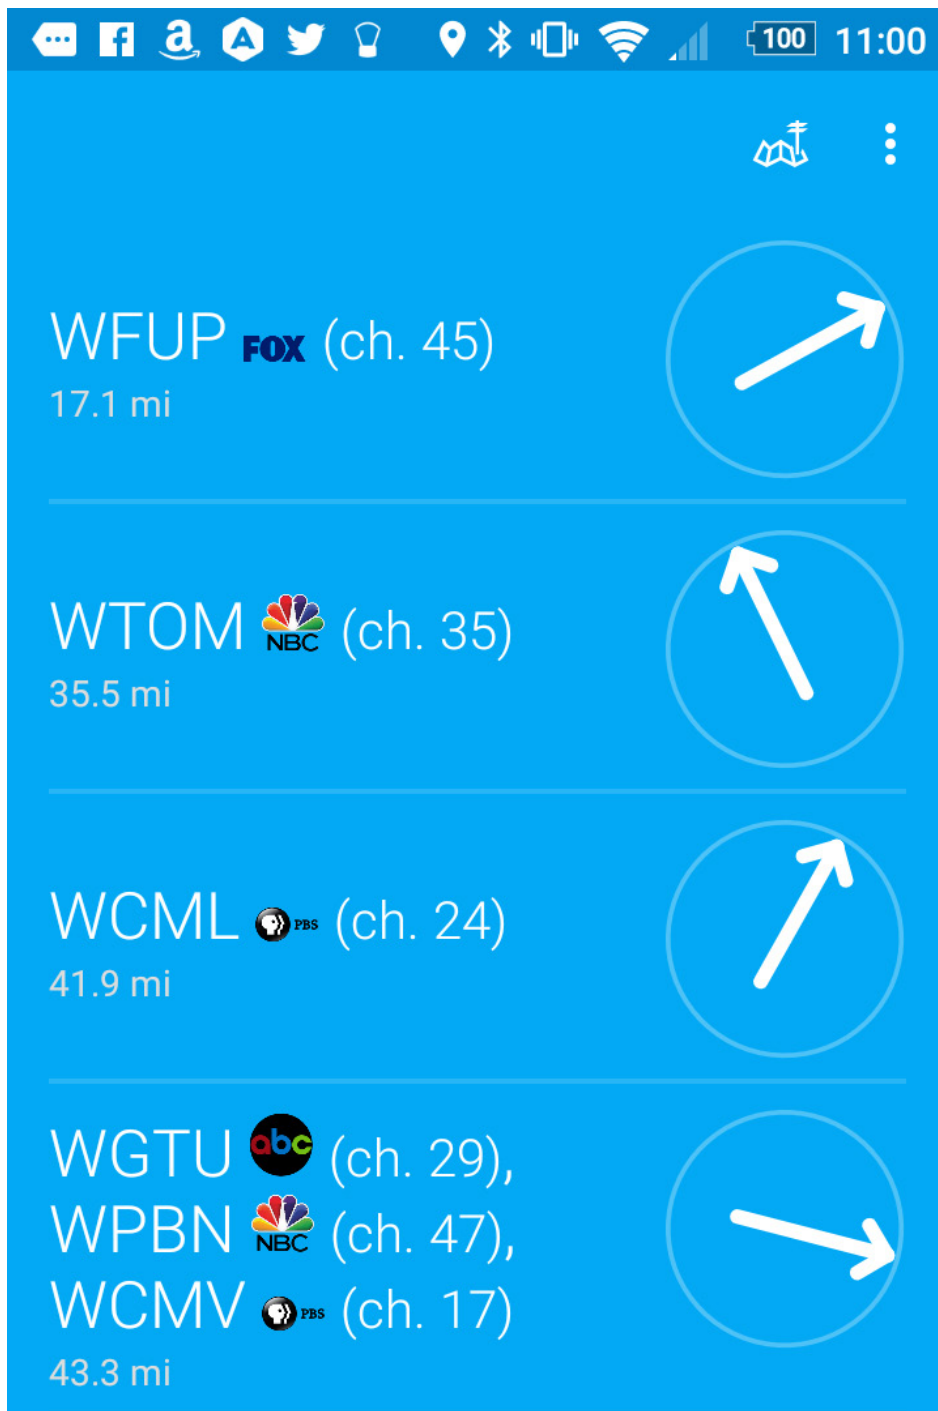 100 11:00
WFUP FOX (ch. 45)
17.1 mi
WTOM NBC (ch. 35)
35.5 mi
WCML PBS (ch. 24)
41.9 mi
WGTU abc (ch. 29),
WPBN NBC (ch. 47),
WCMV PBS (ch. 17)
43.3 mi